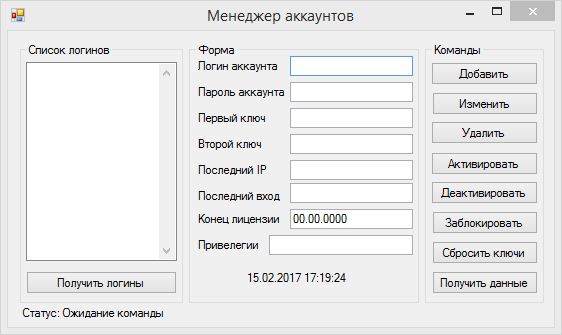 Менеджер аккаунтов
Список логинов
Получить логины
Форма
Логин аккаунта
Пароль аккаунта
Первый ключ
Второй ключ
Последний IP
Последний вход
Конец лицензии 00.00.0000
Привелегии
15.02.2017 17:19:24
Команды
Добавить
Изменить
Удалить
Активировать
Деактивировать
Заблокировать
Сбросить ключи
Получить данные
Статус: Ожидание команды